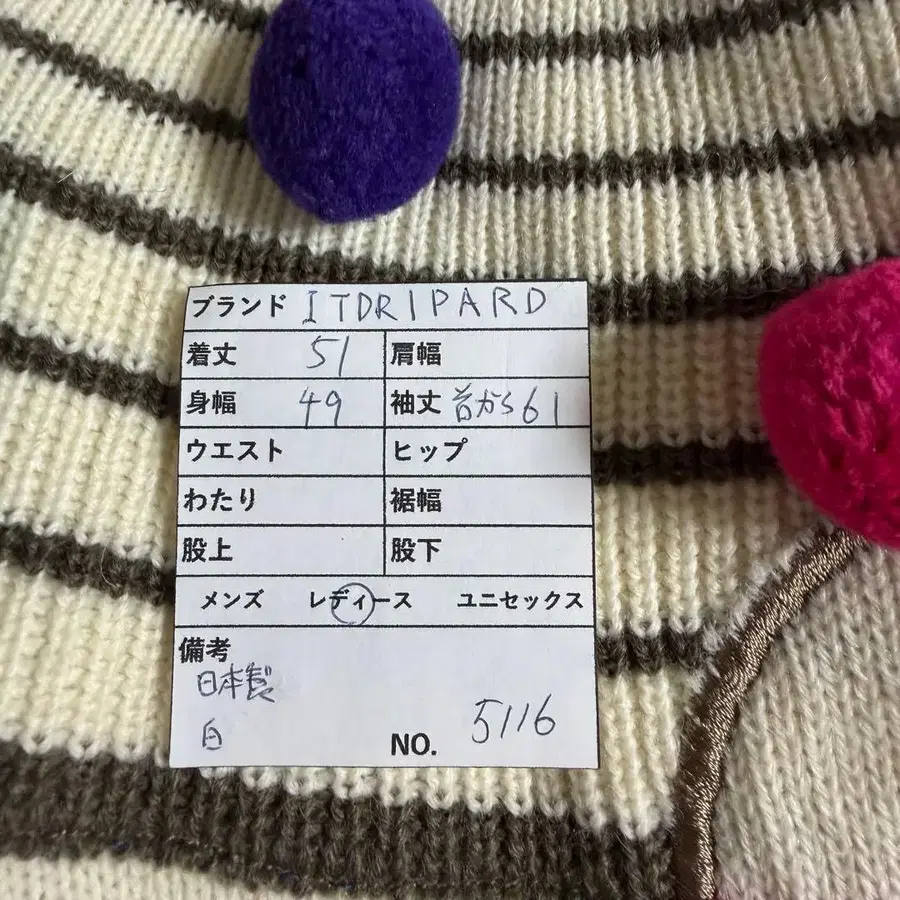 ブランド ITDRIPARD
着丈 51 肩幅
身幅 49 袖丈 首から61
ウエスト ヒップ
わたり 裾幅
股上 股下
メンズ レディース ユニセックス
備考
日本製
白 NO. 5116